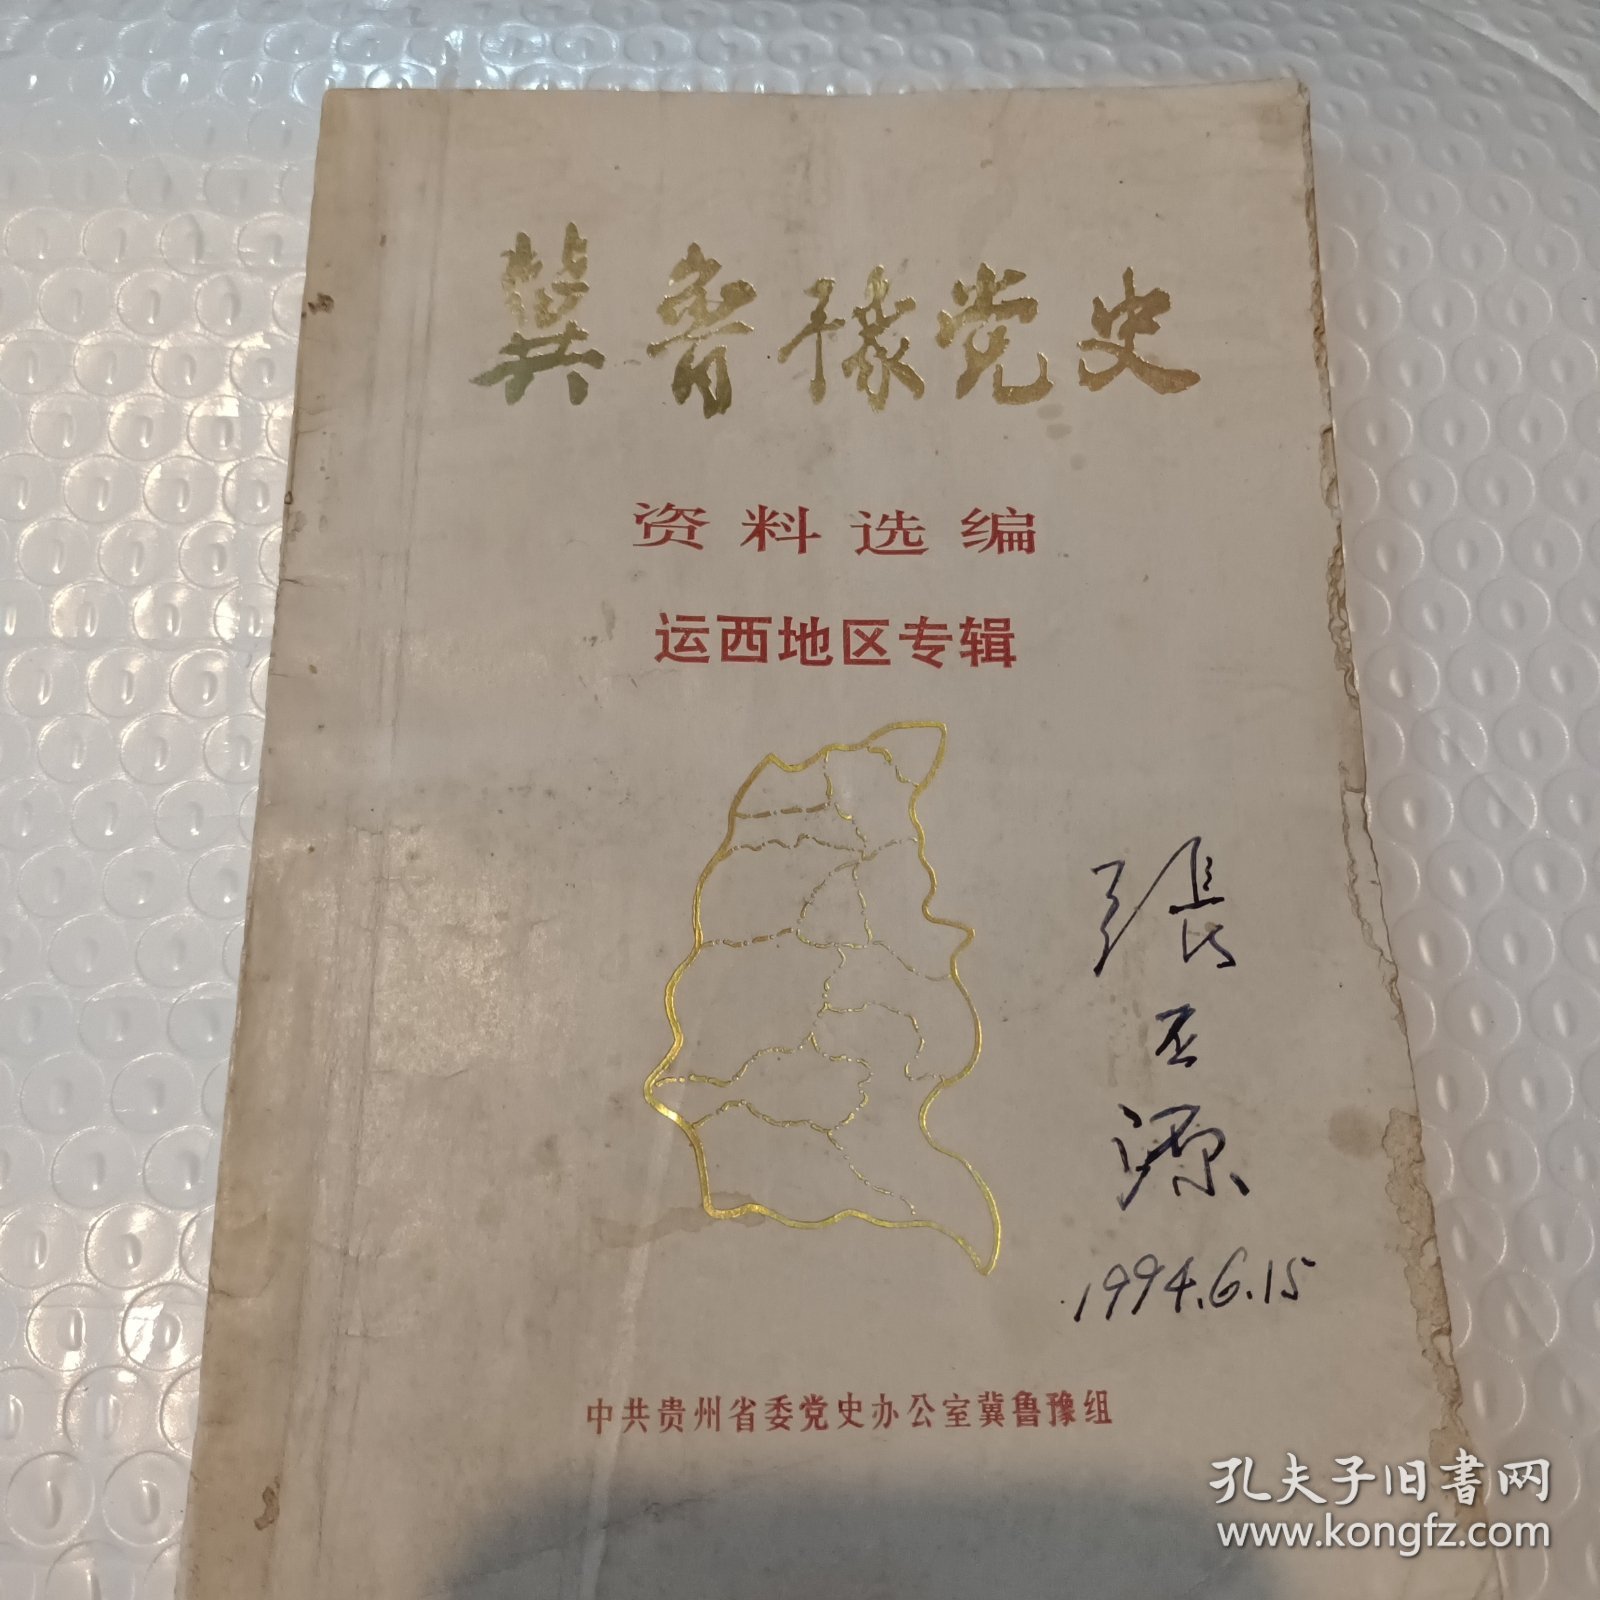 冀鲁豫党史
资料选编
运西地区专辑
張玉源
1994.6.15
中共贵州省委党史办公室冀鲁豫组
孔夫子旧書网
www.kongfz.com